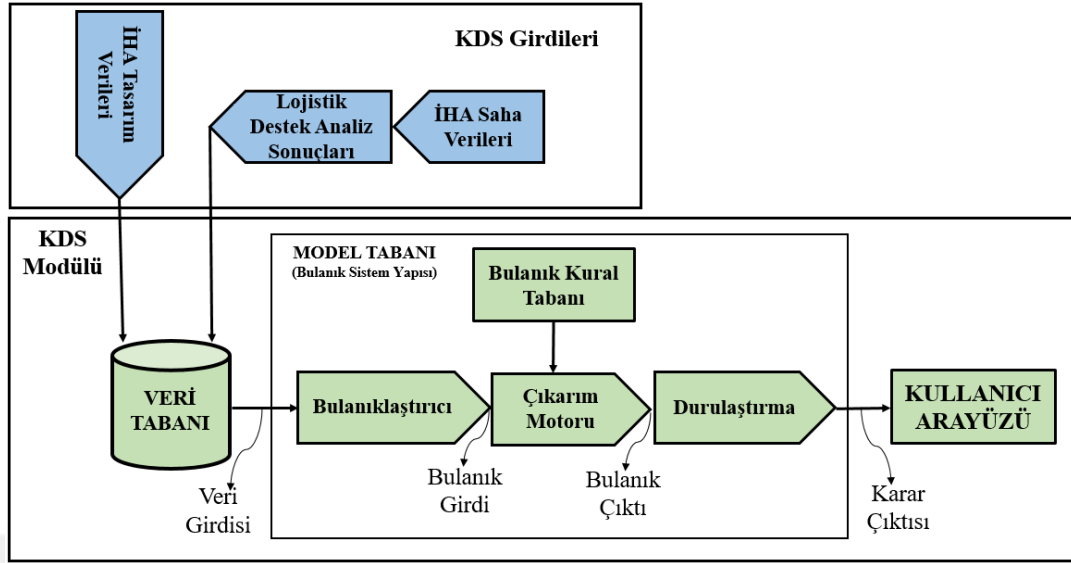 KDS Girdileri
İHA Tasarım
Verileri
Lojistik
Destek Analiz
Sonuçları
İHA Saha
Verileri
KDS
Modülü
MODEL TABANI
(Bulanık Sistem Yapısı)
Bulanık Kural
Tabanı
VERİ
TABANI
Bulanıklaştırıcı
Çıkarım
Motoru
Durulaştırma
KULLANICI
ARAYÜZÜ
Veri
Girdisi
Bulanık
Girdi
Bulanık
Çıktı
Karar
Çıktısı